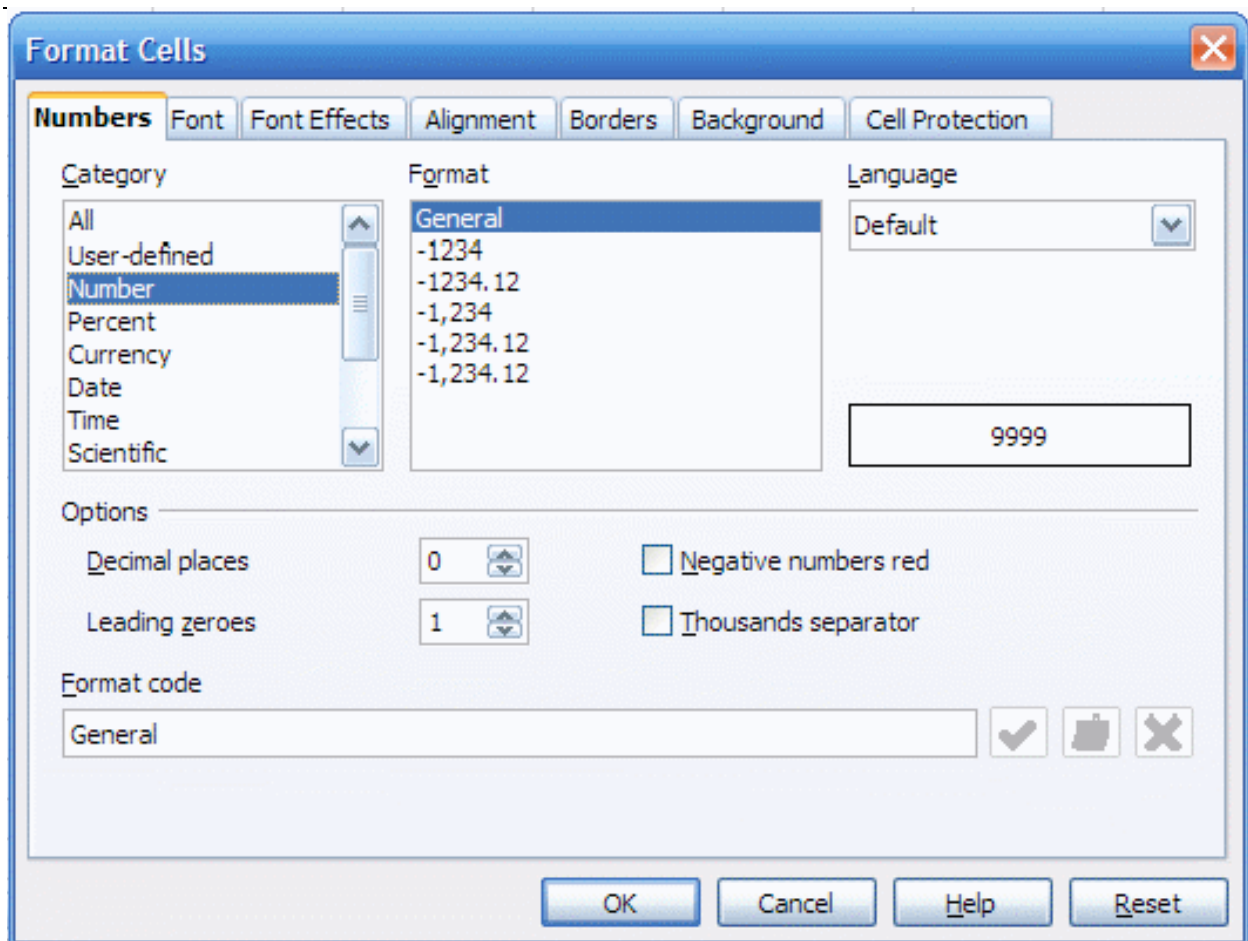 Format Cells
Numbers Font Font Effects Alignment Borders Background Cell Protection
Category
All
User-defined
Number
Percent
Currency
Date
Time
Scientific
Format
General
-1234
-1234.12
-1,234
-1,234.12
-1,234.12
Language
Default
9999
Options
Decimal places 0 Negative numbers red
Leading zeroes 1 Thousands separator
Format code
General
OK Cancel Help Reset